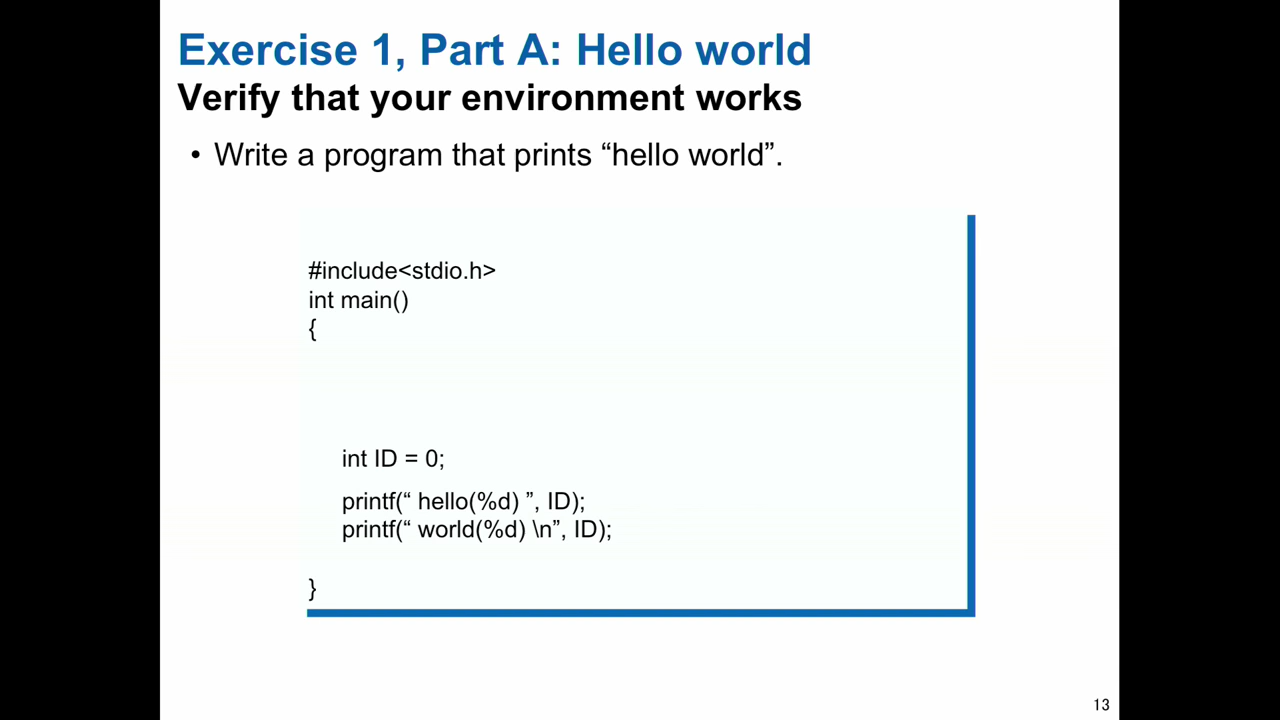 Exercise 1, Part A: Hello world
Verify that your environment works
• Write a program that prints “hello world”.
#include<stdio.h>
int main()
{
int ID = 0;
printf(“ hello(%d) ”, ID);
printf(“ world(%d) \n”, ID);
}
13